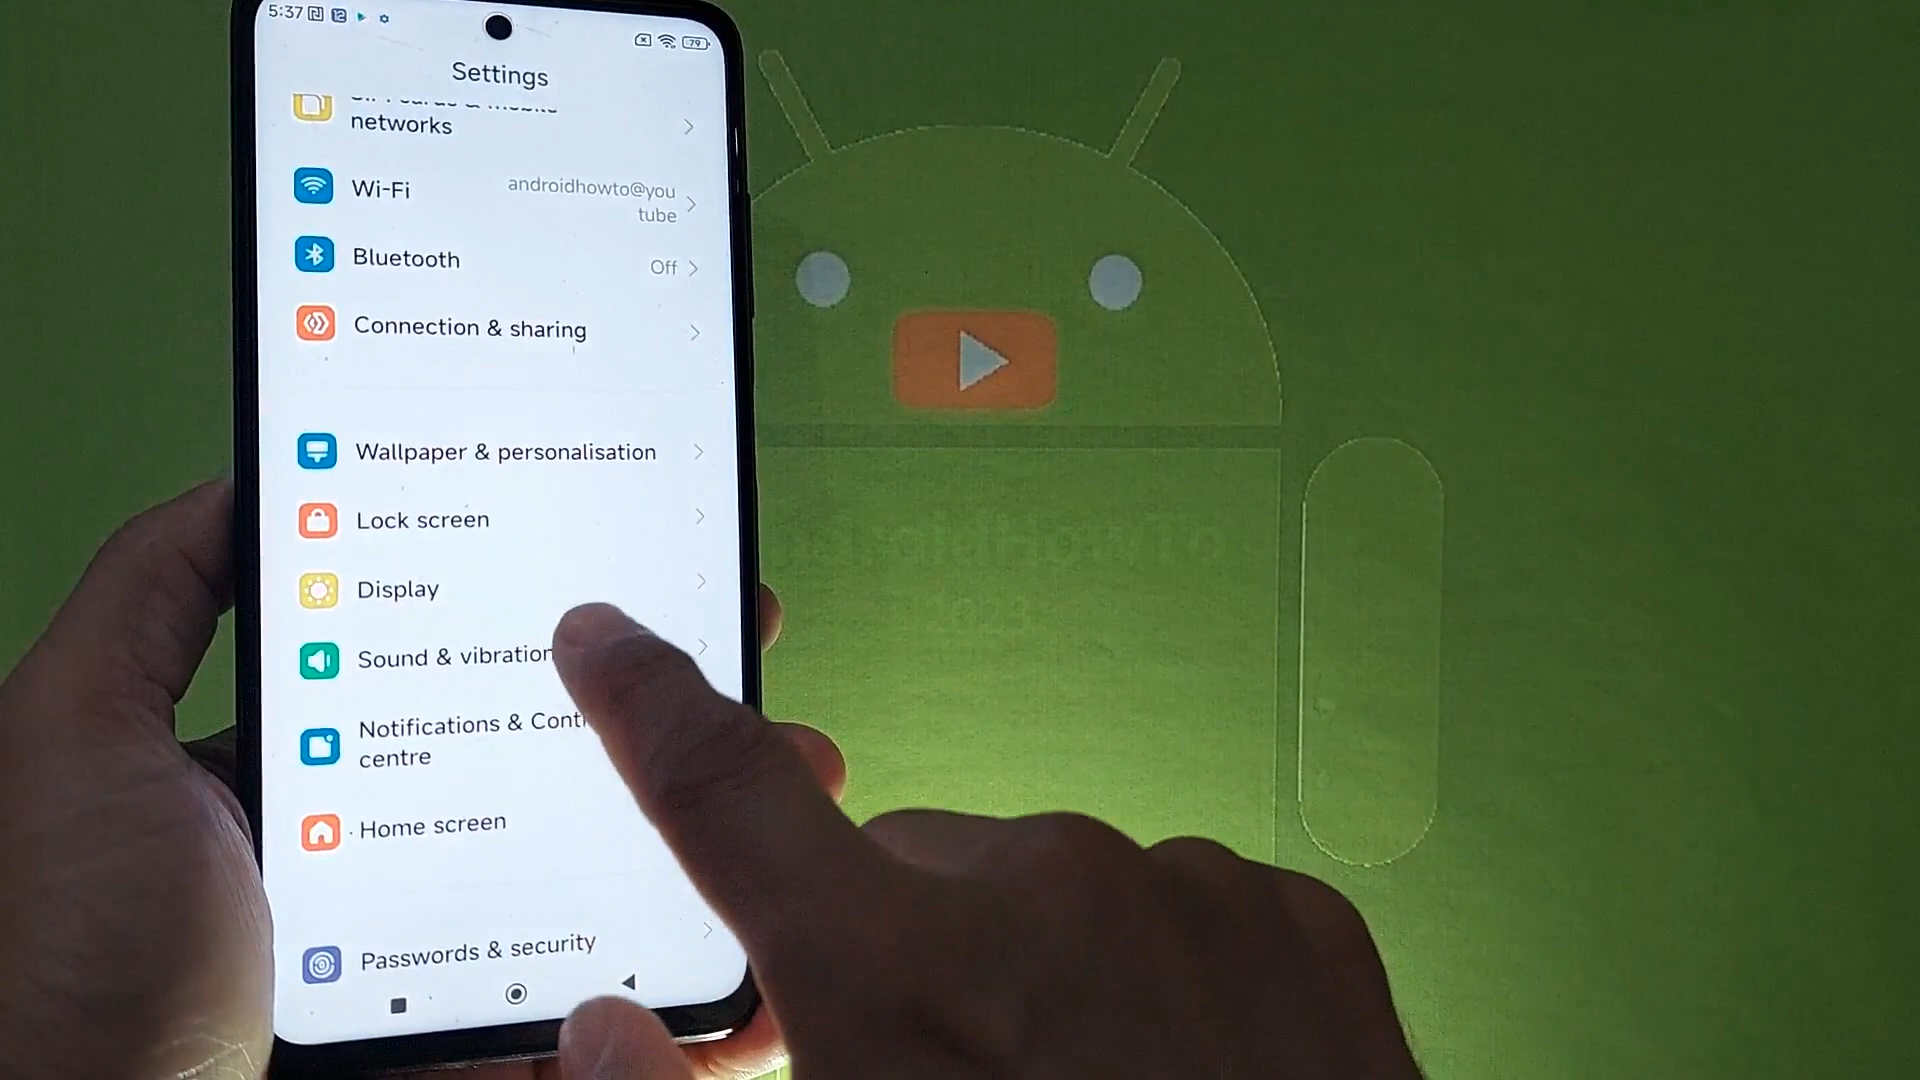 5:37
79
Settings
networks
Wi-Fi
androidhowto@you
tube
Bluetooth
Off
Connection & sharing
Wallpaper & personalisation
Lock screen
Display
Sound & vibration
Notifications &
centre
Home screen
Passwords & security